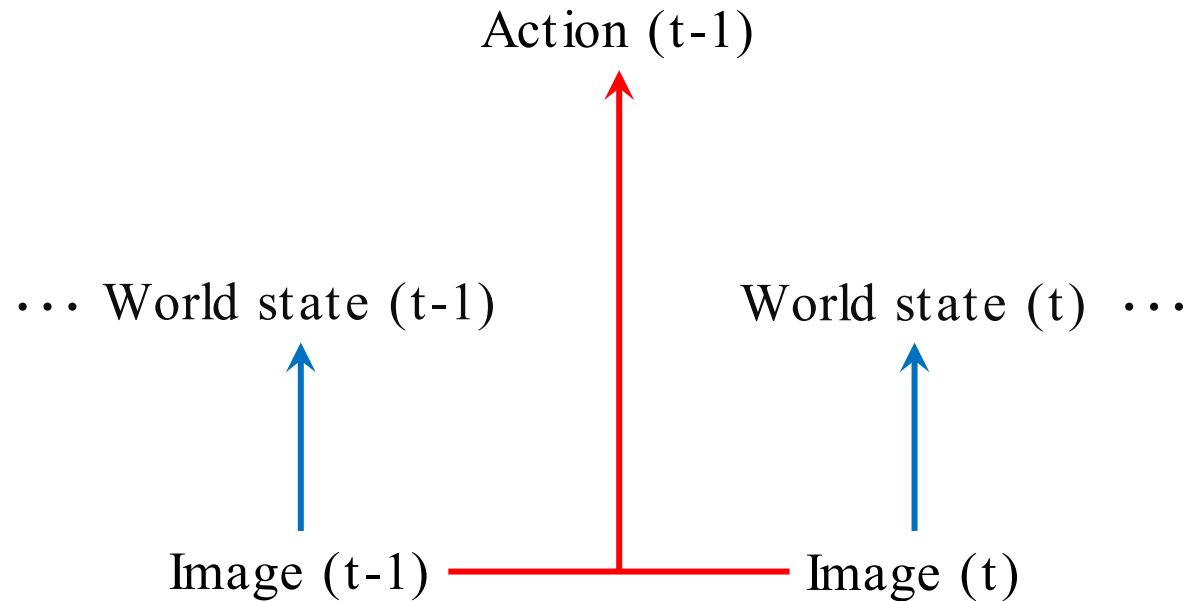 Action (t-1)
··· World state (t-1)
World state (t) ···
Image (t-1)
Image (t)